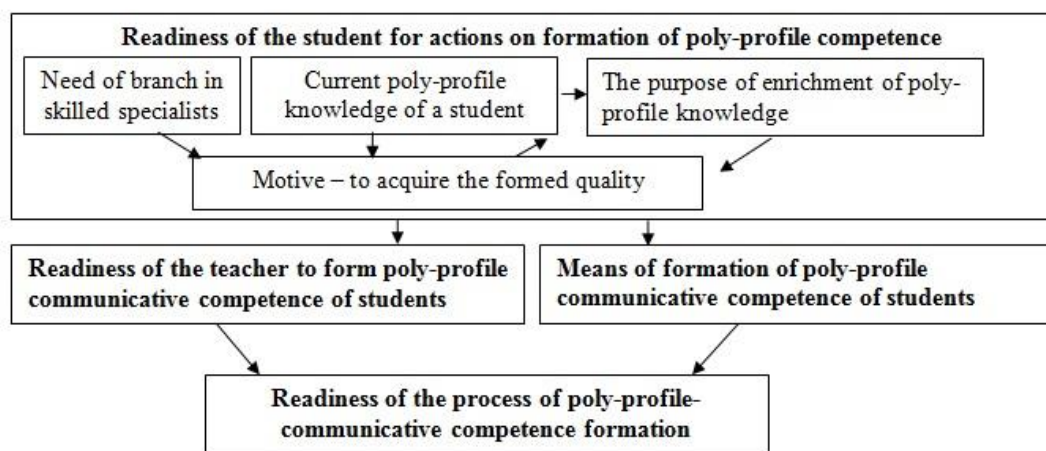 Readiness of the student for actions on formation of poly-profile competence
Need of branch in
skilled specialists
Current poly-profile
knowledge of a student
The purpose of enrichment of poly-
profile knowledge
Motive – to acquire the formed quality
Readiness of the teacher to form poly-profile
communicative competence of students
Means of formation of poly-profile
communicative competence of students
Readiness of the process of poly-profile-
communicative competence formation